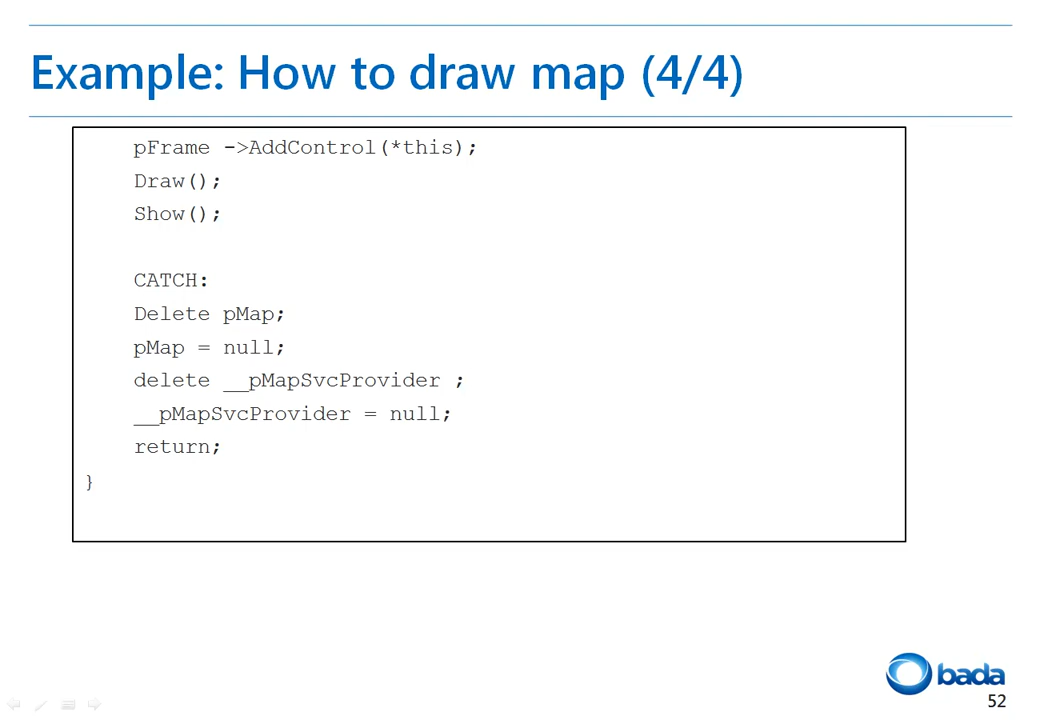 Example: How to draw map (4/4)
pFrame ->AddControl(*this);
Draw();
Show();
CATCH:
Delete pMap;
pMap = null;
delete __pMapSvcProvider ;
__pMapSvcProvider = null;
return;
}
bada
52